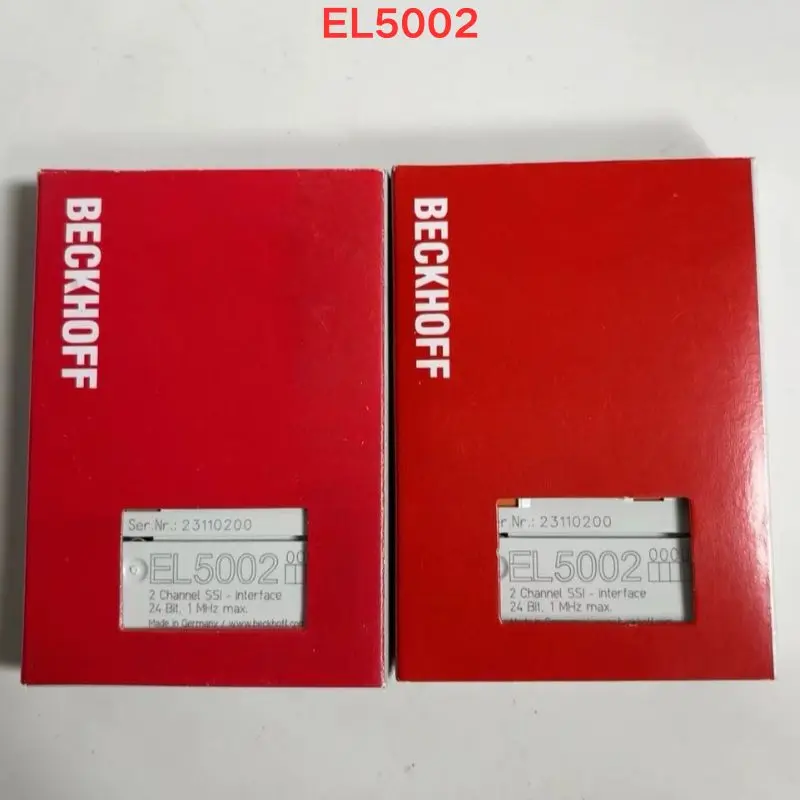 EL5002
BECKHOFF
Ser.Nr.: 23110200
EL5002
2 Channel SSI - interface
24 Bit, 1 MHz max.
Made in Germany / www.beckhoff.com
BECKHOFF
r.Nr.: 23110200
EL5002
2 Channel SSI - interface
24 Bit, 1 MHz max.